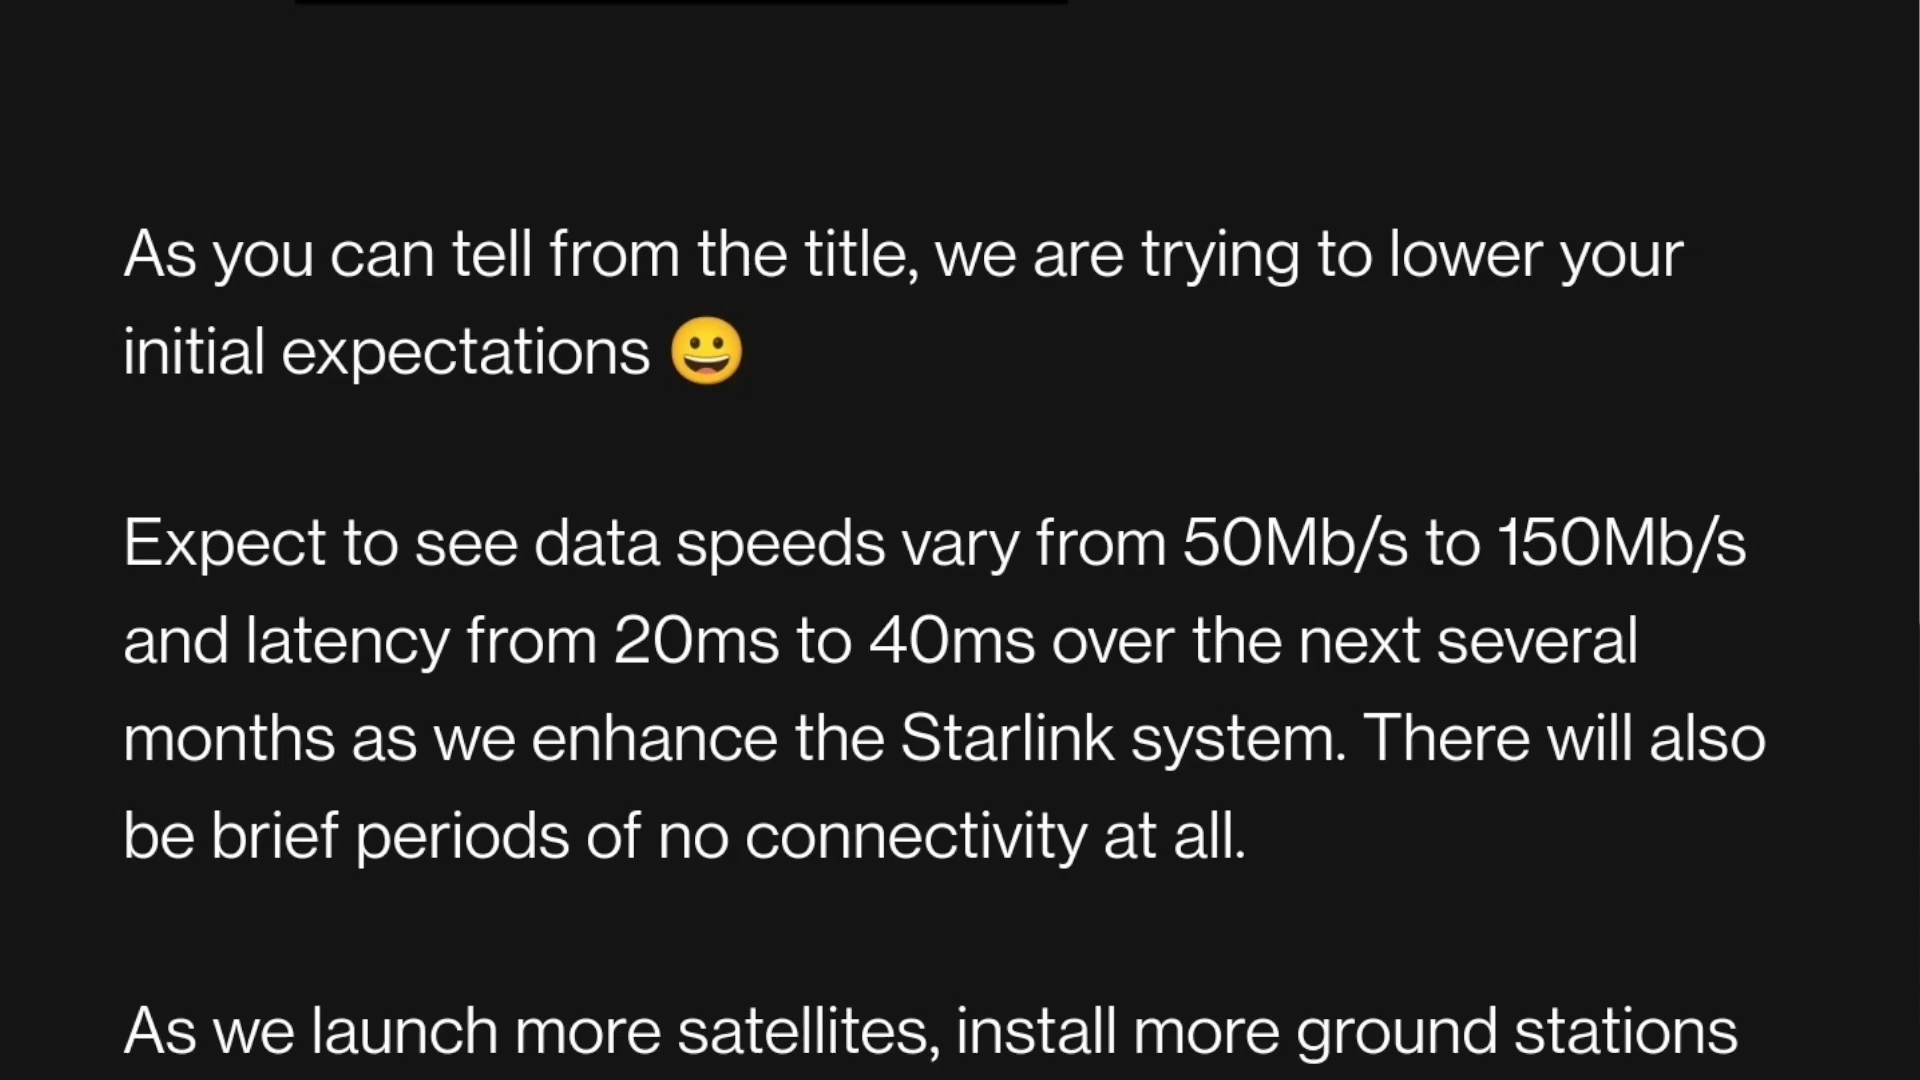 As you can tell from the title, we are trying to lower your
initial expectations 😀
Expect to see data speeds vary from 50Mb/s to 150Mb/s
and latency from 20ms to 40ms over the next several
months as we enhance the Starlink system. There will also
be brief periods of no connectivity at all.
As we launch more satellites, install more ground stations